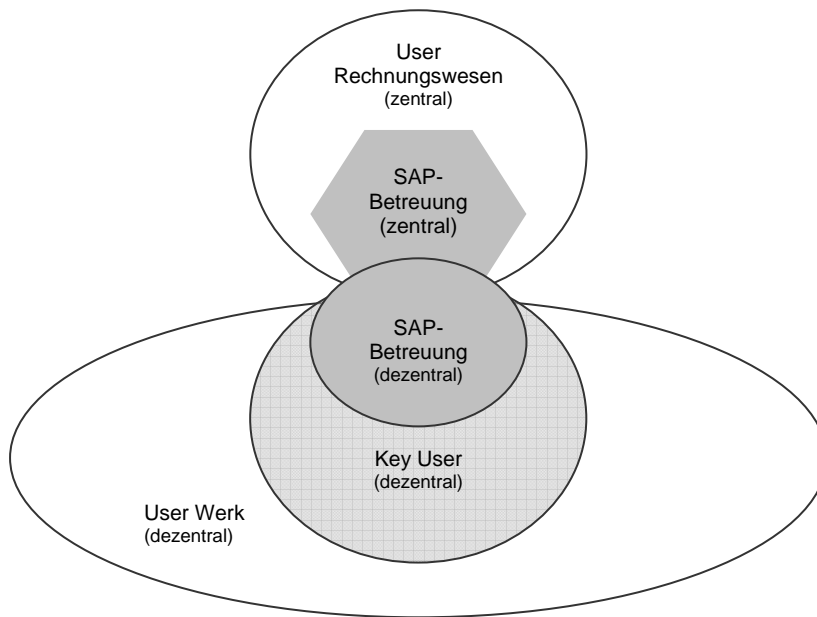 User
Rechnungswesen
(zentral)
SAP-
Betreuung
(zentral)
SAP-
Betreuung
(dezentral)
Key User
(dezentral)
User Werk
(dezentral)